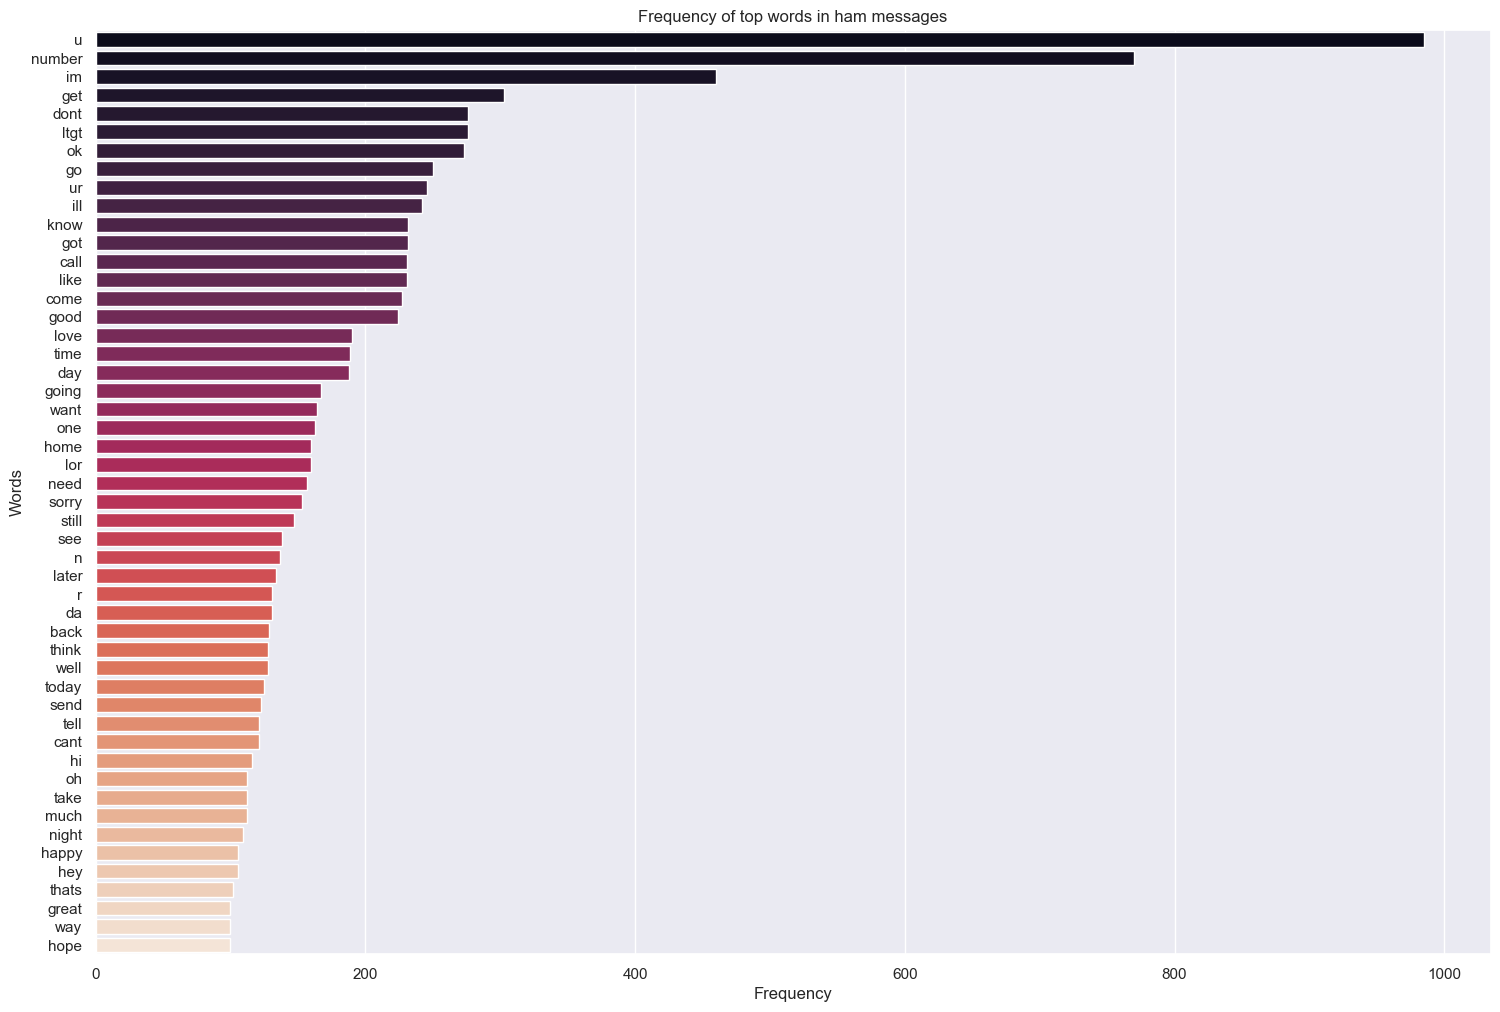 Frequency of top words in ham messages
Words
u
number
im
get
dont
ltgt
ok
go
ur
ill
know
got
call
like
come
good
love
time
day
going
want
one
home
lor
need
sorry
still
see
n
later
r
da
back
think
well
today
send
tell
cant
hi
oh
take
much
night
happy
hey
thats
great
way
hope
0 200 400 600 800 1000
Frequency